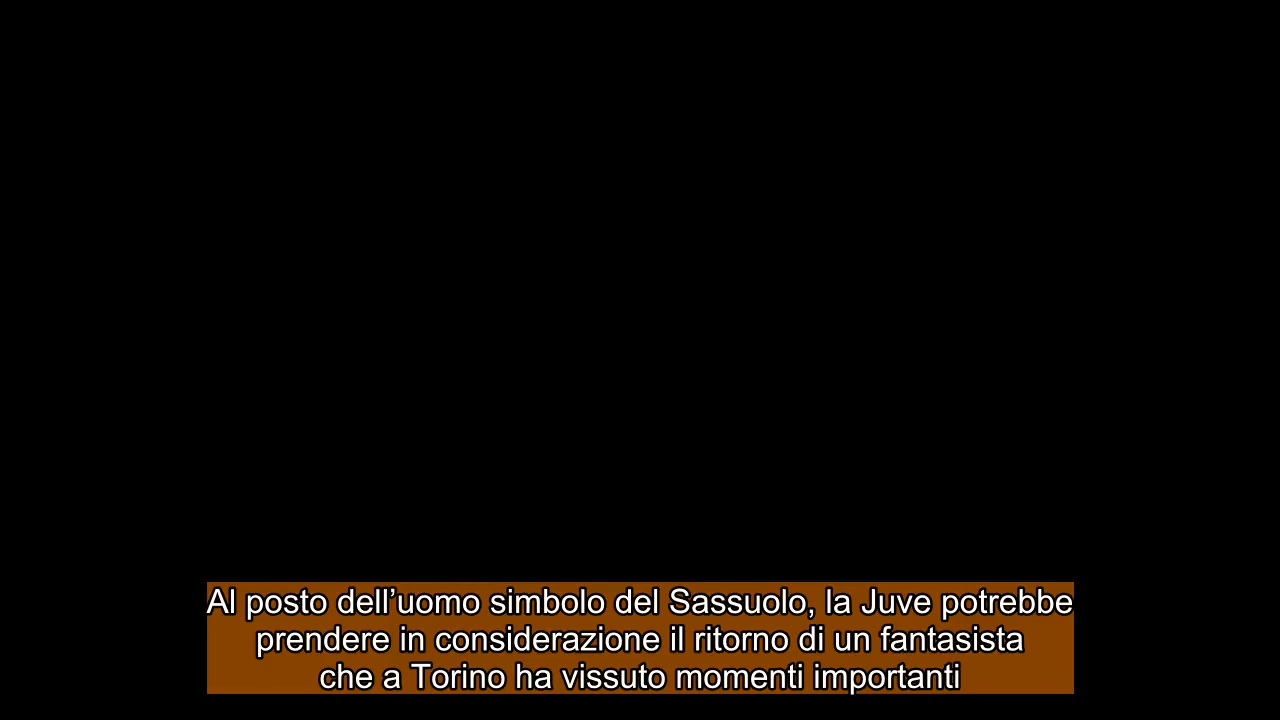 Al posto dell’uomo simbolo del Sassuolo, la Juve potrebbe
prendere in considerazione il ritorno di un fantasista
che a Torino ha vissuto momenti importanti